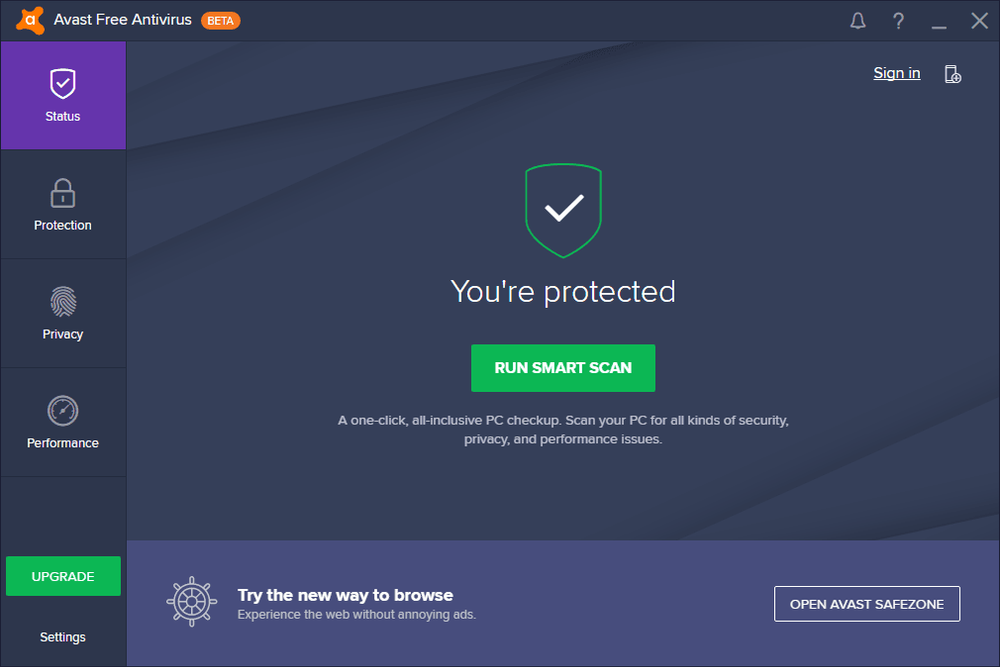 Avast Free Antivirus BETA
?
Sign in
Status
Protection
Privacy
Performance
UPGRADE
Settings
You're protected
RUN SMART SCAN
A one-click, all-inclusive PC checkup. Scan your PC for all kinds of security,
privacy, and performance issues.
Try the new way to browse
Experience the web without annoying ads.
OPEN AVAST SAFEZONE